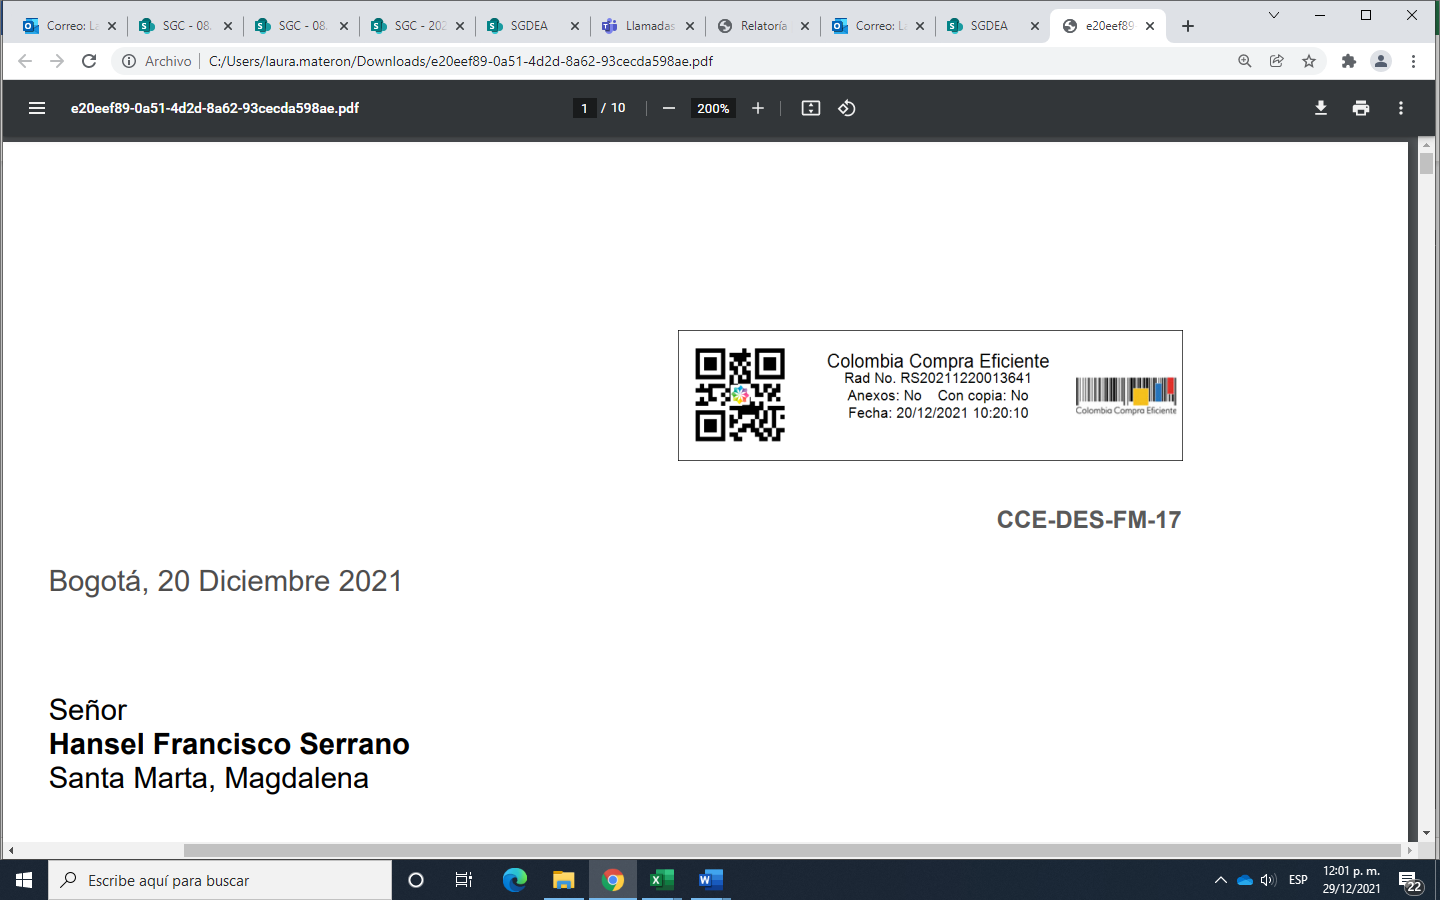 Correo: La
SGC - 08.
SGC - 08.
SGC - 202
SGDEA
Llamadas
Relatoría
Correo: La
SGDEA
e20eef89
Archivo
C:/Users/laura.materon/Downloads/e20eef89-0a51-4d2d-8a62-93cecda598ae.pdf
e20eef89-0a51-4d2d-8a62-93cecda598ae.pdf
1 / 10
200%
Colombia Compra Eficiente
Rad No. RS20211220013641
Anexos: No Con copia: No
Fecha: 20/12/2021 10:20:10
Colombia Compra Eficiente
CCE-DES-FM-17
Bogotá, 20 Diciembre 2021
Señor
Hansel Francisco Serrano
Santa Marta, Magdalena
Escribe aquí para buscar
ESP
12:01 p. m.
29/12/2021
22